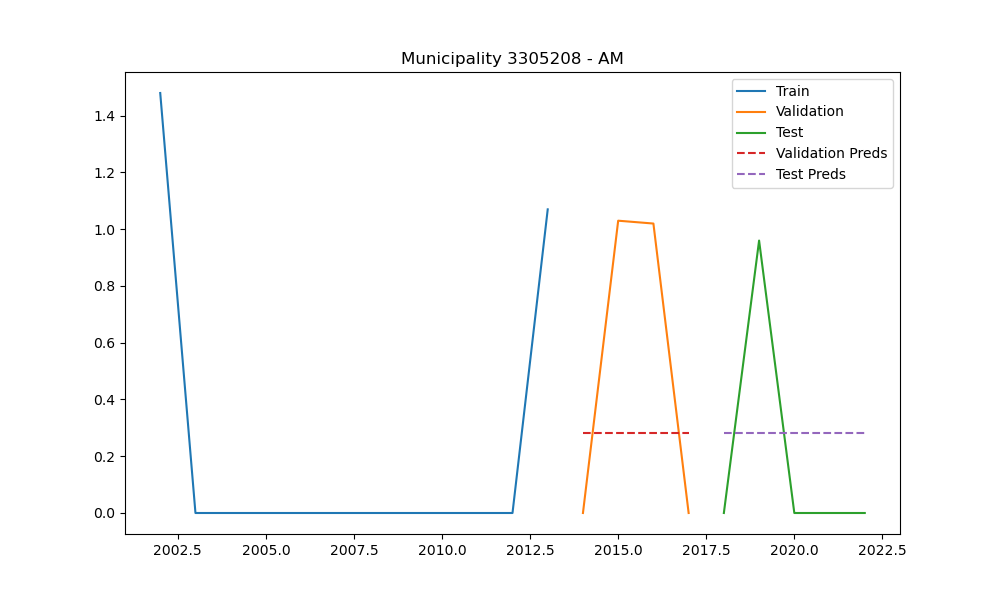 Municipality 3305208 - AM
Train
Validation
Test
Validation Preds
Test Preds
1.4
1.2
1.0
0.8
0.6
0.4
0.2
0.0
2002.5 2005.0 2007.5 2010.0 2012.5 2015.0 2017.5 2020.0 2022.5